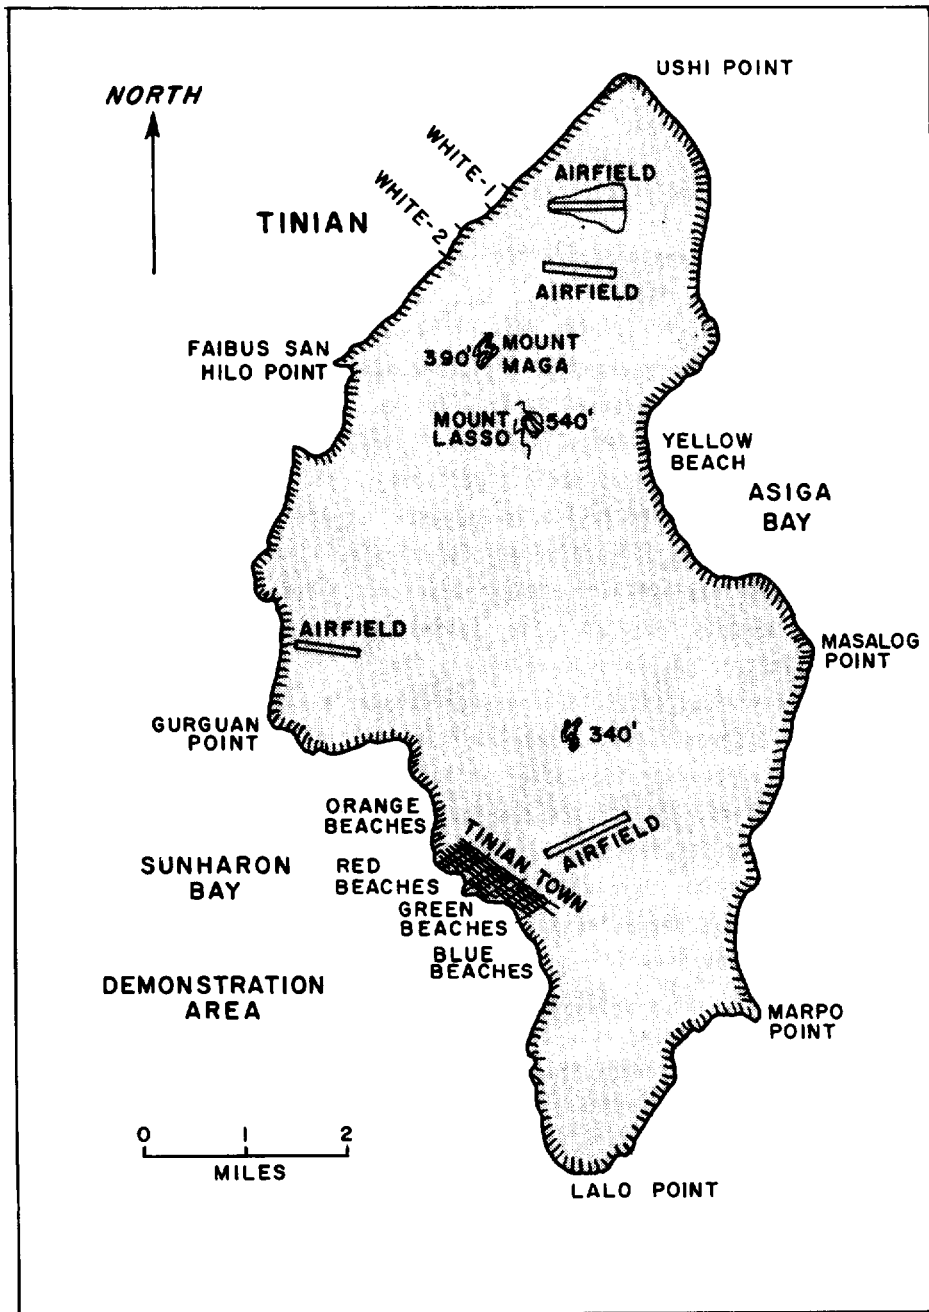 USHI POINT
NORTH
WHITE-1
WHITE-2
TINIAN
AIRFIELD
AIRFIELD
FAIBUS SAN
HILO POINT
390'
MOUNT
MAGA
MOUNT
LASSO
540'
YELLOW
BEACH
ASIGA
BAY
AIRFIELD
MASALOG
POINT
GURGUAN
POINT
340'
ORANGE
BEACHES
TINIAN TOWN
AIRFIELD
SUNHARON
BAY
RED
BEACHES
GREEN
BEACHES
BLUE
BEACHES
DEMONSTRATION
AREA
MARPO
POINT
0 1 2
MILES
LALO POINT